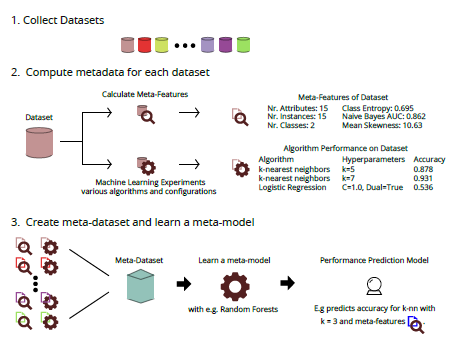 1. Collect Datasets
2. Compute metadata for each dataset
Calculate Meta-Features
Dataset
Machine Learning Experiments
various algorithms and configurations
Meta-Features of Dataset
Nr. Attributes: 15 Class Entropy: 0.695
Nr. Instances: 15 Naive Bayes AUC: 0.862
Nr. Classes: 2 Mean Skewness: 10.63
Algorithm Performance on Dataset
Algorithm Hyperparameters Accuracy
k-nearest neighbors k=5 0.878
k-nearest neighbors k=7 0.931
Logistic Regression C=1.0, Dual=True 0.536
3. Create meta-dataset and learn a meta-model
Meta-Dataset
Learn a meta-model
with e.g. Random Forests
Performance Prediction Model
E.g predicts accuracy for k-nn with
k = 3 and meta-features